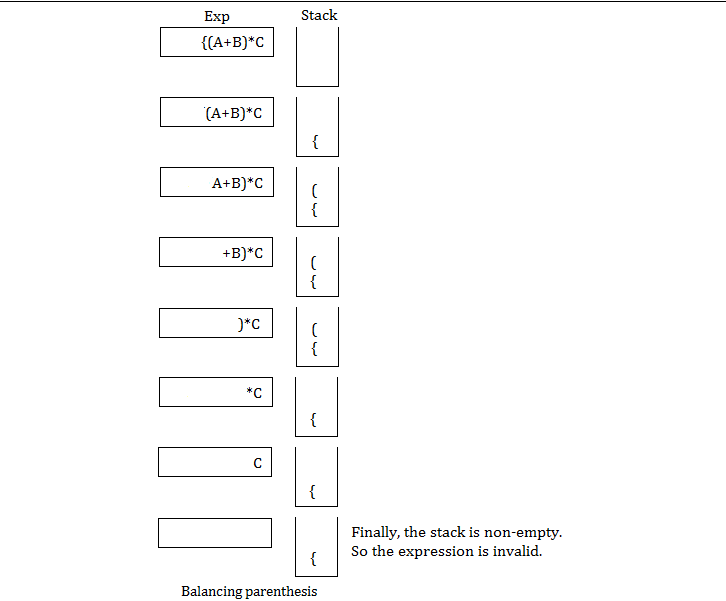 Exp Stack
{(A+B)*C
(A+B)*C
{
A+B)*C
(
{
+B)*C
(
{
)*C
(
{
*C
{
C
{
Finally, the stack is non-empty.
So the expression is invalid.
{
Balancing parenthesis